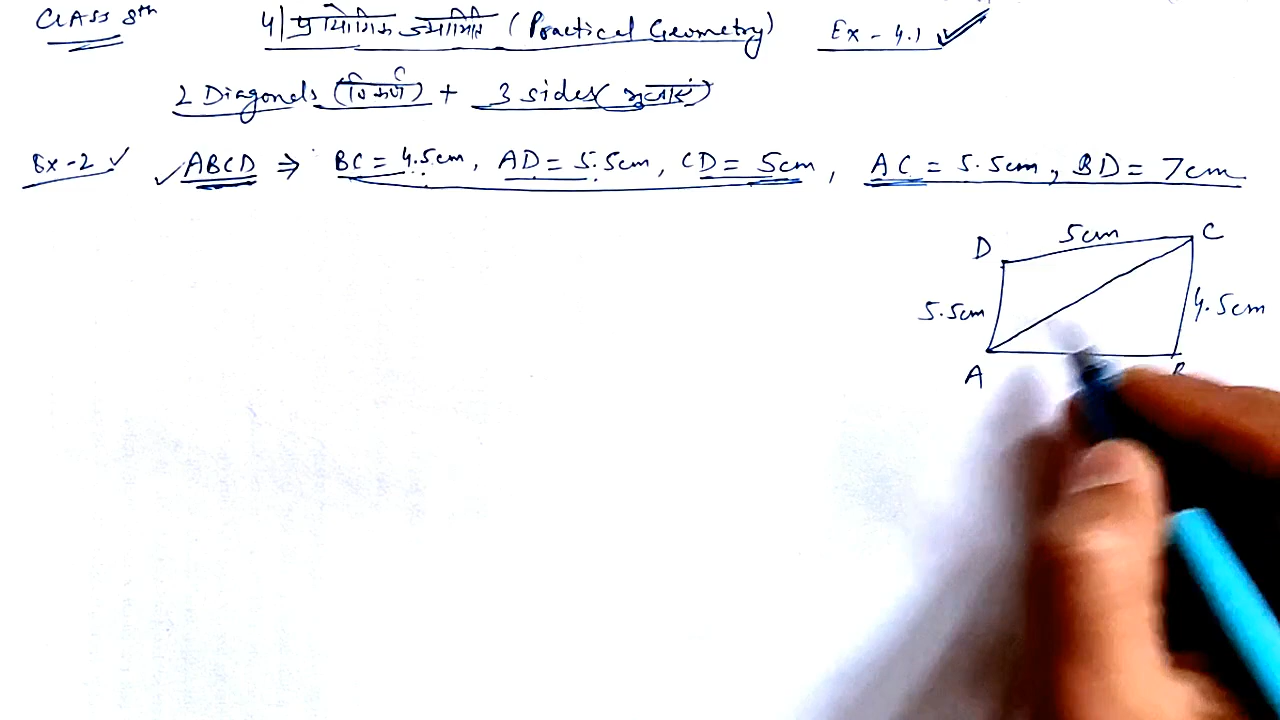 CLASS 8th
4| प्रायोगिक ज्यामिति (Practical Geometry) Ex - 4.1
2 Diagonals (विकर्ण) + 3 sides (भुजाएं)
Ex-2 ABCD ⇒ BC = 4.5cm, AD = 5.5cm, CD = 5cm, AC = 5.5cm, BD = 7cm
D 5cm C
5.5cm 4.5cm
A B